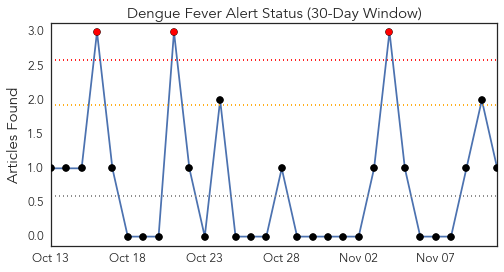 Dengue Fever Alert Status (30-Day Window)
Articles Found
3.0
2.5
2.0
1.5
1.0
0.5
0.0
Oct 13 Oct 18 Oct 23 Oct 28 Nov 02 Nov 07